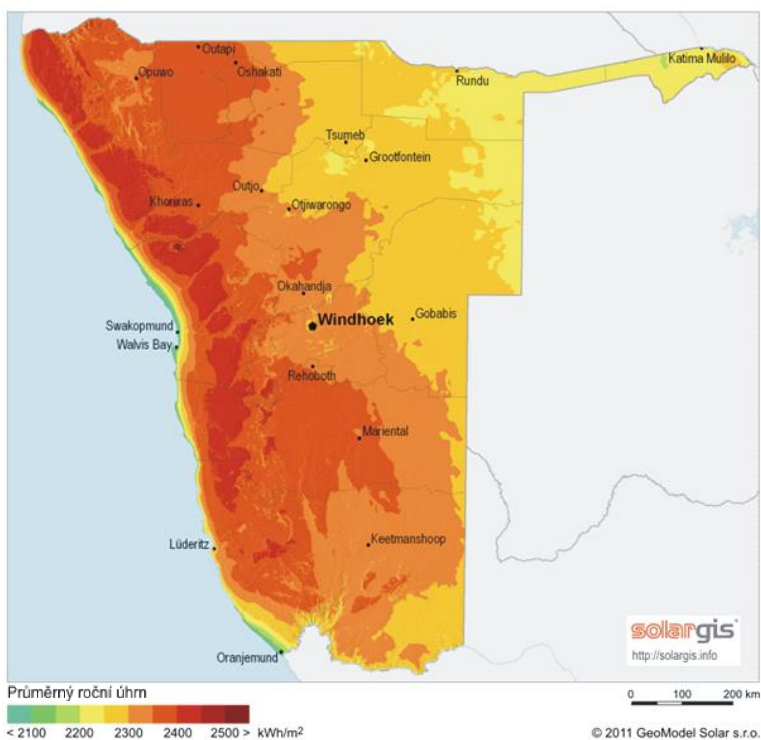 Outapi
Opuwo
Oshakati
Katima Mulilo
Rundu
Tsumeb
Grootfontein
Outjo
Khorixas
Otjiwarongo
Okahandja
Windhoek
Gobabis
Swakopmund
Walvis Bay
Rehoboth
Mariental
Lüderitz
Keetmanshoop
Oranjemund
solargis
http://solargis.info
Průměrný roční úhrn
< 2100 2200 2300 2400 2500 > kWh/m²
0 100 200 km
© 2011 GeoModel Solar s.r.o.